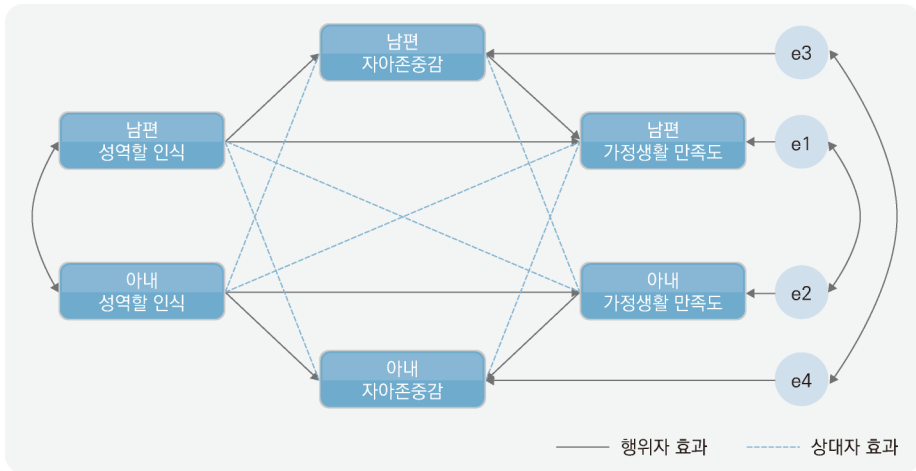 남편
자아존중감
e3
남편
성역할 인식
남편
가정생활 만족도
e1
아내
성역할 인식
아내
가정생활 만족도
e2
아내
자아존중감
e4
행위자 효과
상대자 효과